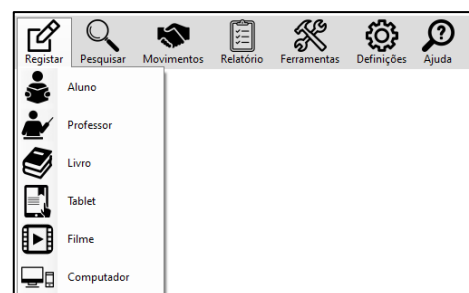 Registar Pesquisar Movimentos Relatório Ferramentas Definições Ajuda
Aluno
Professor
Livro
Tablet
Filme
Computador